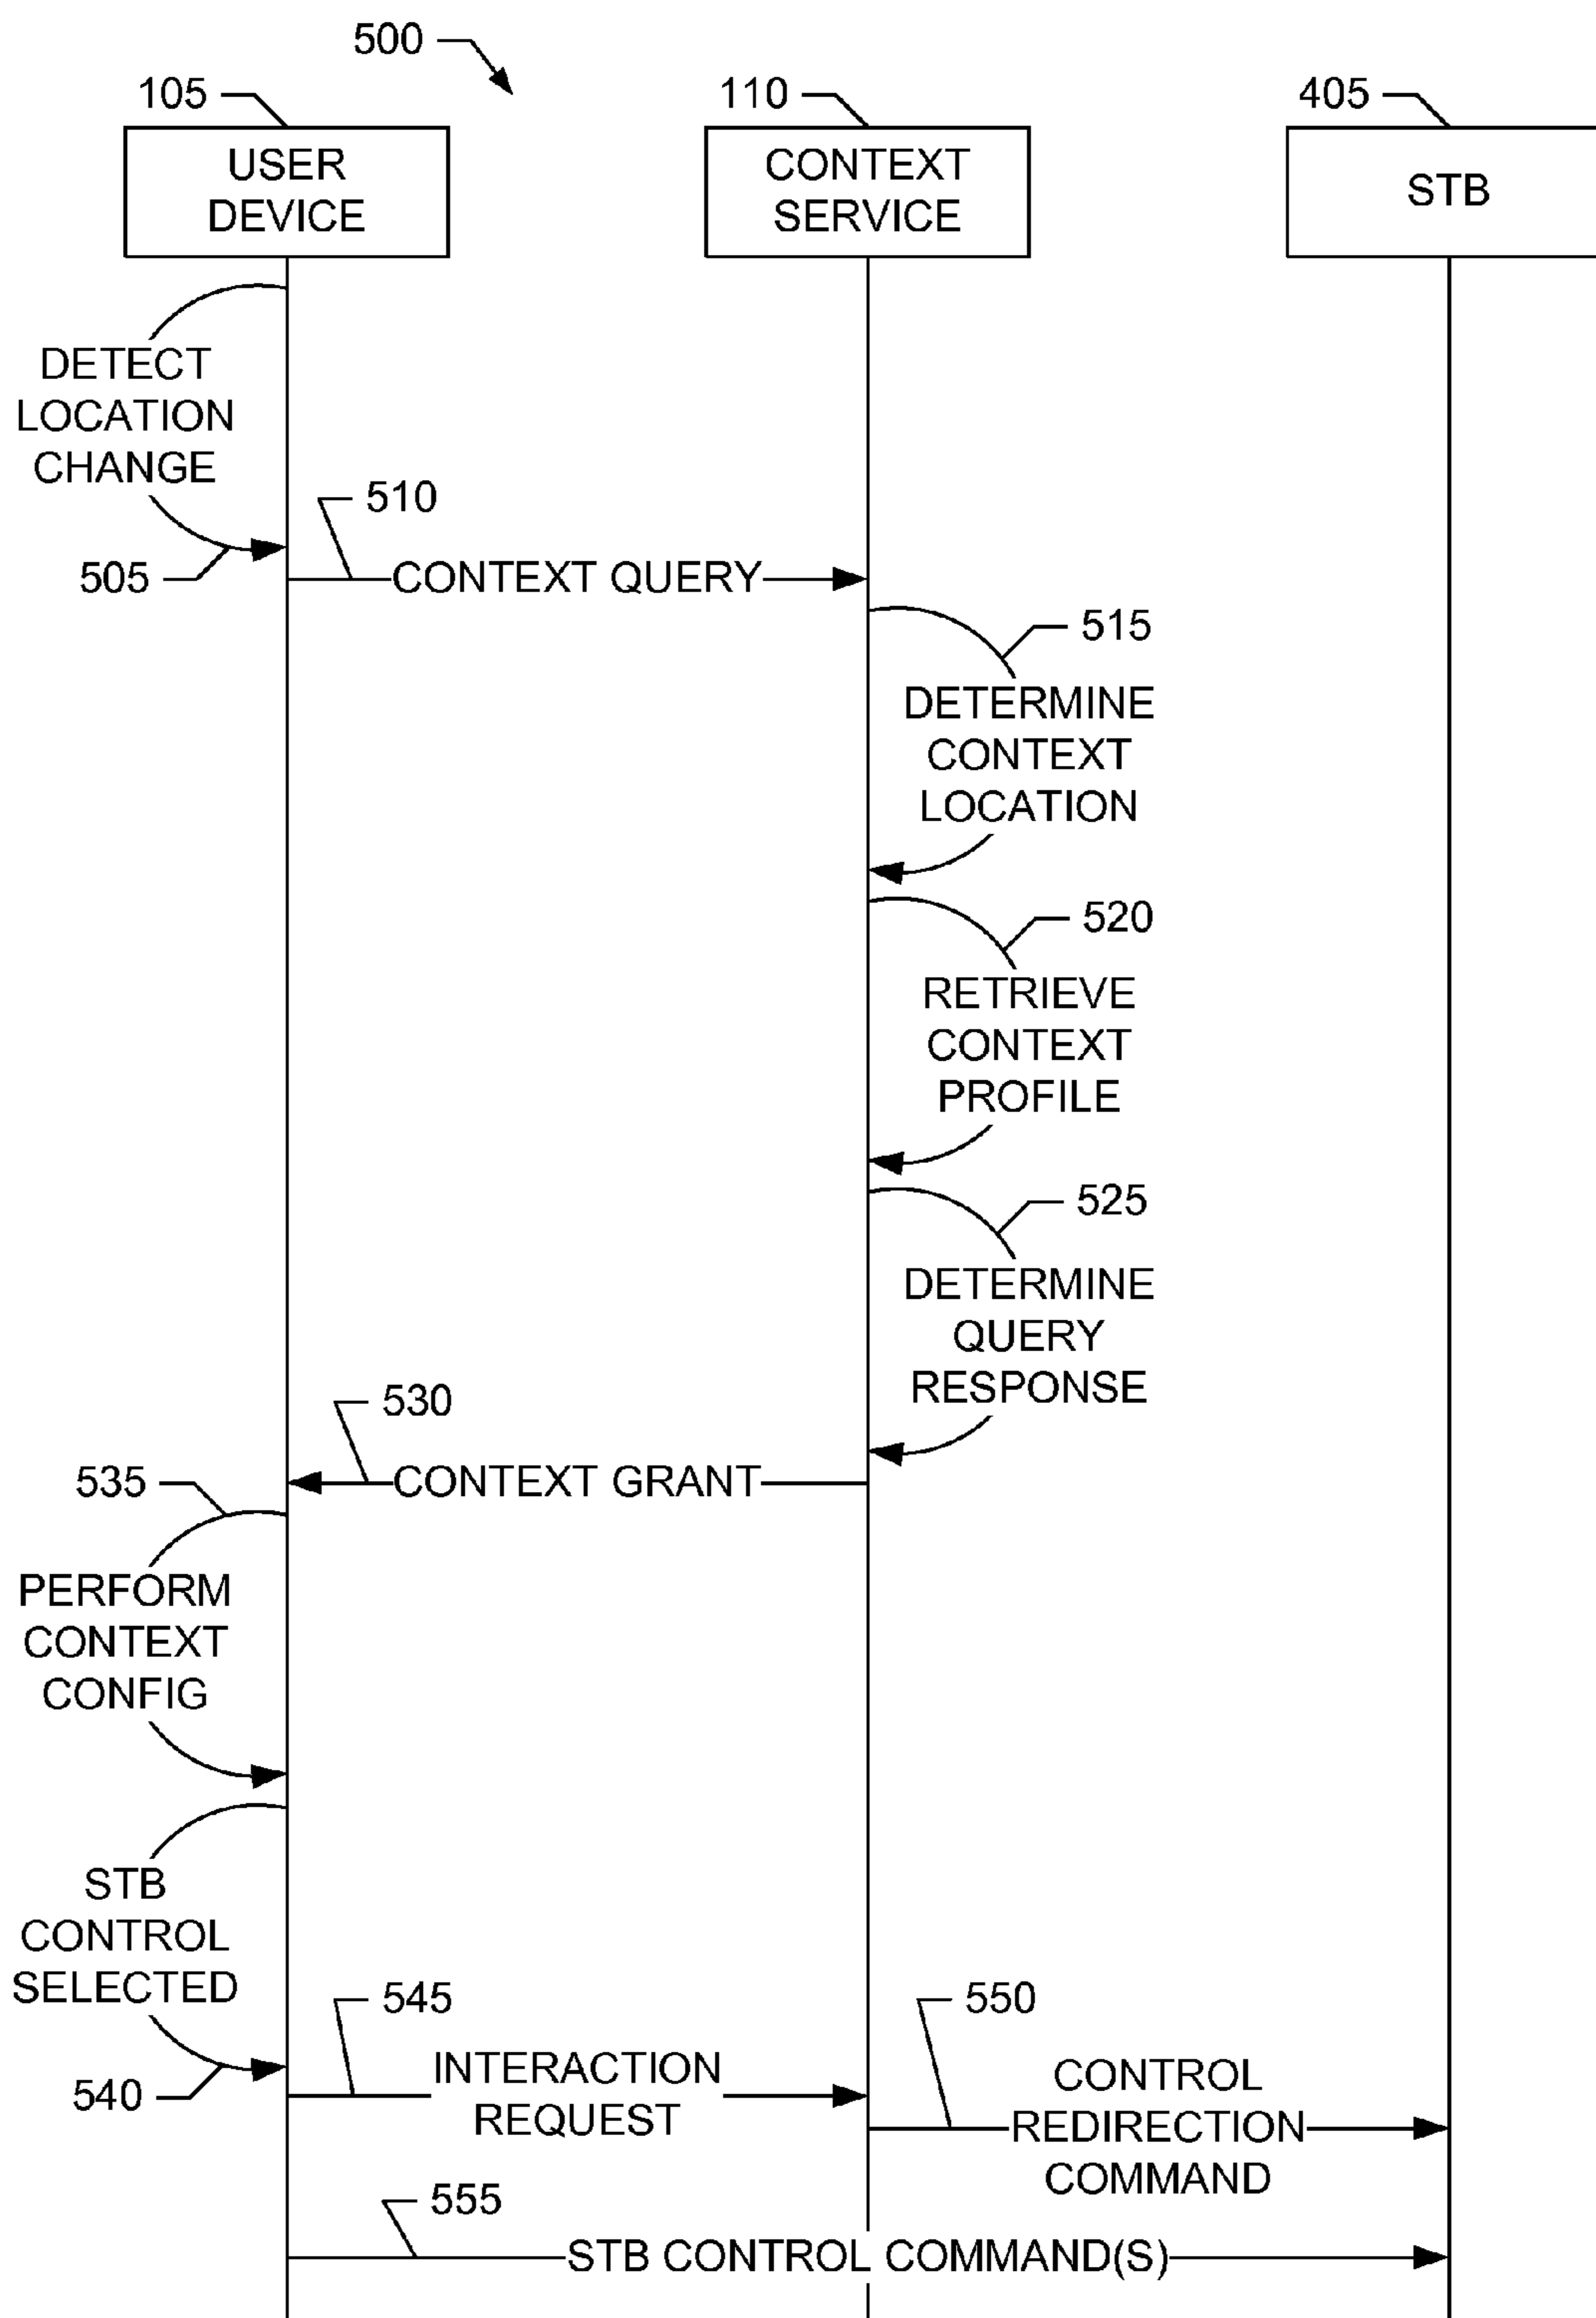 500
105
110
405
USER
DEVICE
CONTEXT
SERVICE
STB
DETECT
LOCATION
CHANGE
510
505
CONTEXT QUERY
515
DETERMINE
CONTEXT
LOCATION
520
RETRIEVE
CONTEXT
PROFILE
525
DETERMINE
QUERY
RESPONSE
530
535
CONTEXT GRANT
PERFORM
CONTEXT
CONFIG
STB
CONTROL
SELECTED
545
550
540
INTERACTION
REQUEST
CONTROL
REDIRECTION
COMMAND
555
STB CONTROL COMMAND(S)